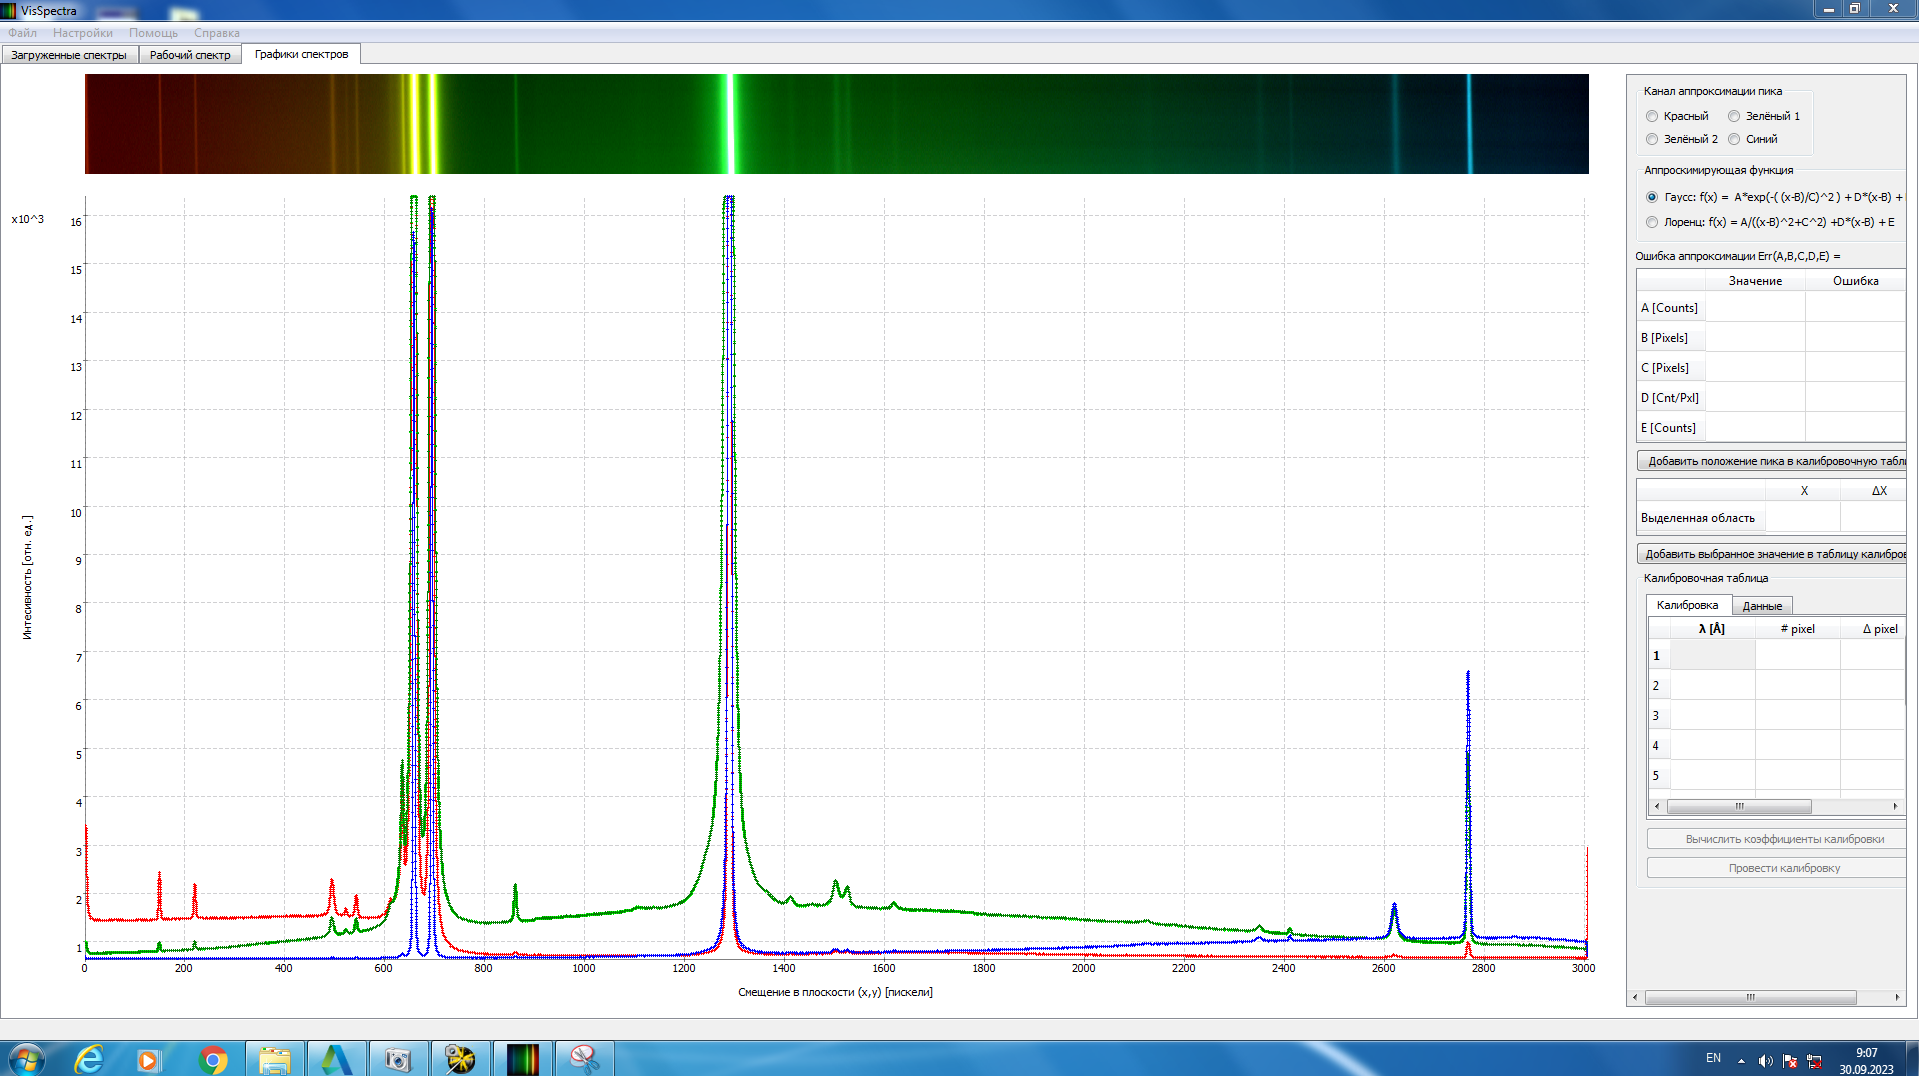 VisSpectra
Файл Настройки Помощь Справка
Загруженные спектры Рабочий спектр Графики спектров
x10^3
16
15
14
13
12
11
10
9
8
7
6
5
4
3
2
1
Интесивность [отн. ед.]
0 200 400 600 800 1000 1200 1400 1600 1800 2000 2200 2400 2600 2800 3000
Смещение в плоскости (x,y) [пискели]
Канал аппроксимации пика
Красный Зелёный 1
Зелёный 2 Синий
Аппроскимирующая функция
Гаусс: f(x) = A*exp(-( (x-B)/C)^2 ) + D*(x-B) +
Лоренц: f(x) = A/((x-B)^2+C^2) +D*(x-B) + E
Ошибка аппроксимации Err(A,B,C,D,E) =
Значение Ошибка
A [Counts]
B [Pixels]
C [Pixels]
D [Cnt/Pxl]
E [Counts]
Добавить положение пика в калибровочную табли
X ΔX
Выделенная область
Добавить выбранное значение в таблицу калибров
Калибровочная таблица
Калибровка Данные
λ [Å] # pixel Δ pixel
1
2
3
4
5
Вычислить коэффициенты калибровки
Провести калибровку
EN
9:07
30.09.2023